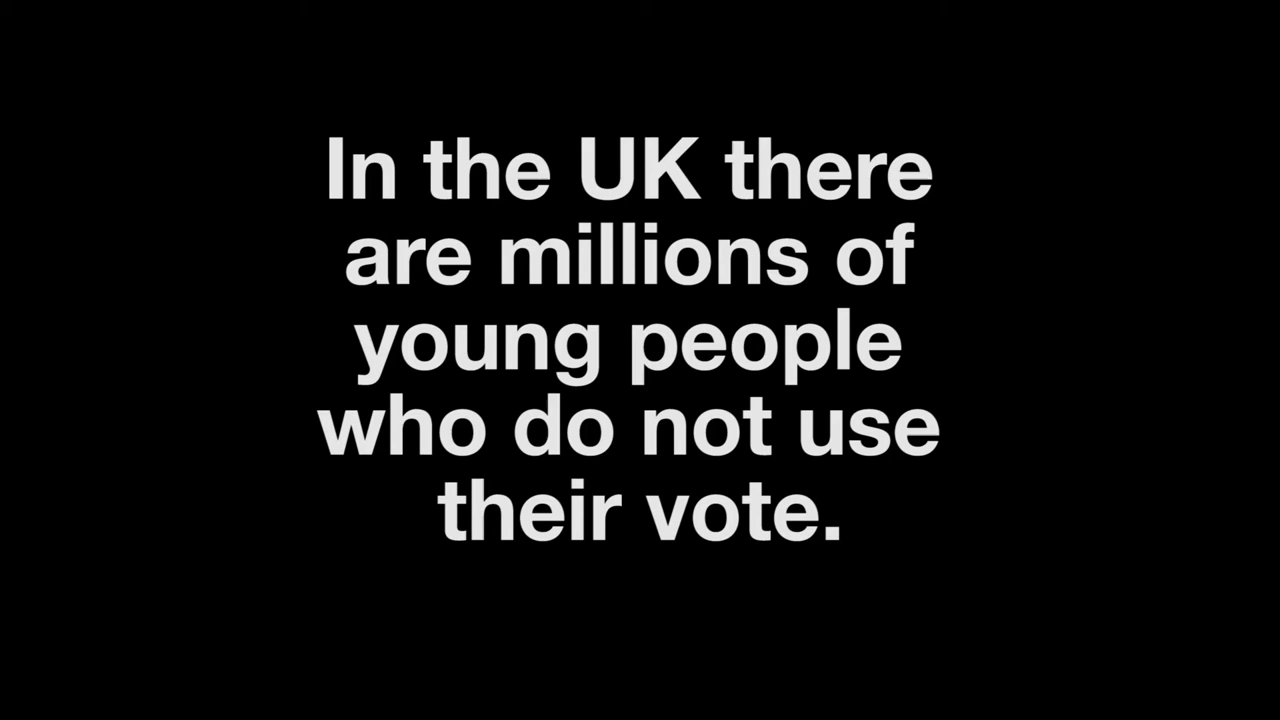 In the UK there
are millions of
young people
who do not use
their vote.